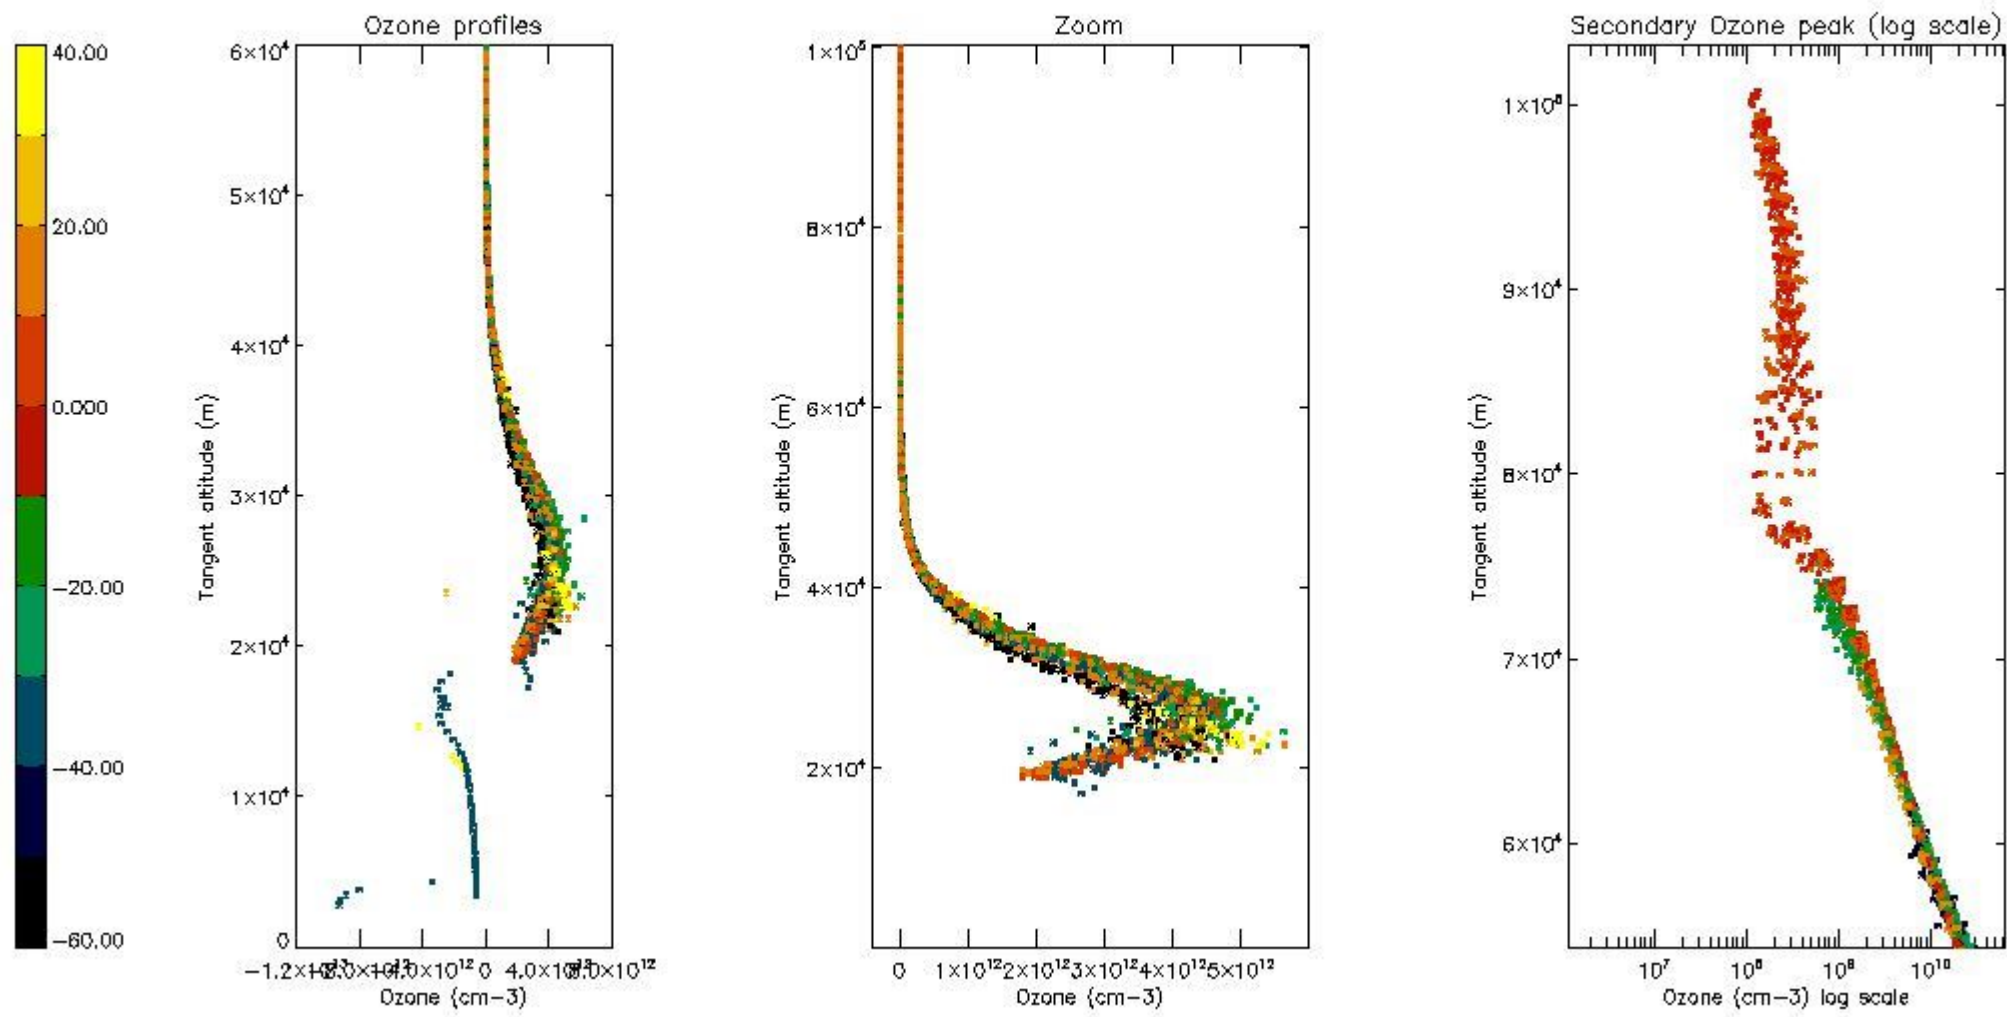 Ozone profiles
Zoom
Secondary Ozone peak (log scale)
40.00
20.00
0.000
−20.00
−40.00
−60.00
6×10⁴
5×10⁴
4×10⁴
3×10⁴
2×10⁴
1×10⁴
0
Tangent altitude (m)
0
4.0×10¹²
Ozone (cm−3)
1×10⁵
8×10⁴
6×10⁴
4×10⁴
2×10⁴
Tangent altitude (m)
0 1×10¹² 2×10¹² 3×10¹² 4×10¹² 5×10¹²
Ozone (cm−3)
9×10⁴
8×10⁴
7×10⁴
6×10⁴
Tangent altitude (m)
10⁷ 10⁸ 10⁹ 10¹⁰
Ozone (cm−3) log scale